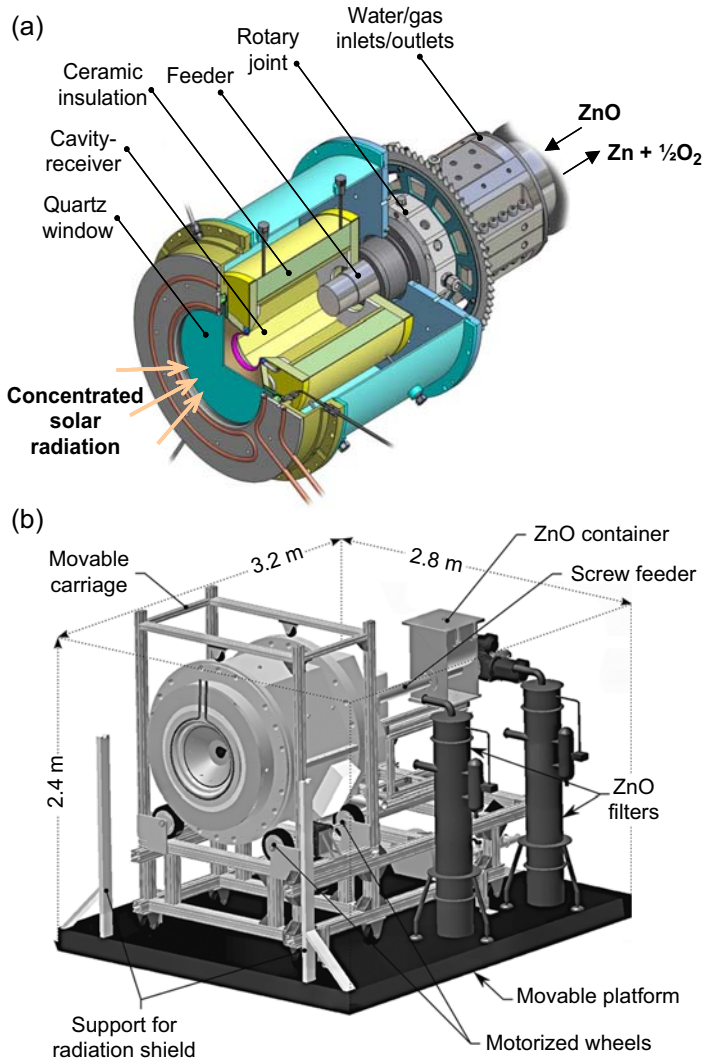 (a)
Water/gas
inlets/outlets
Rotary
joint
Feeder
Ceramic
insulation
Cavity-
receiver
Quartz
window
ZnO
Zn + ½O₂
Concentrated
solar
radiation
(b)
3.2 m
2.8 m
2.4 m
Movable
carriage
ZnO container
Screw feeder
ZnO
filters
Movable platform
Motorized wheels
Support for
radiation shield